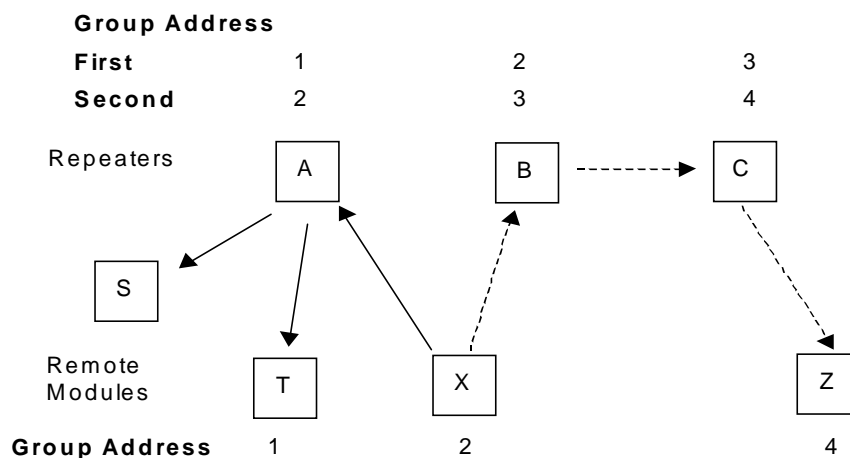 Group Address
First 1 2 3
Second 2 3 4
Repeaters A B C
S
Remote
Modules T X Z
Group Address 1 2 4